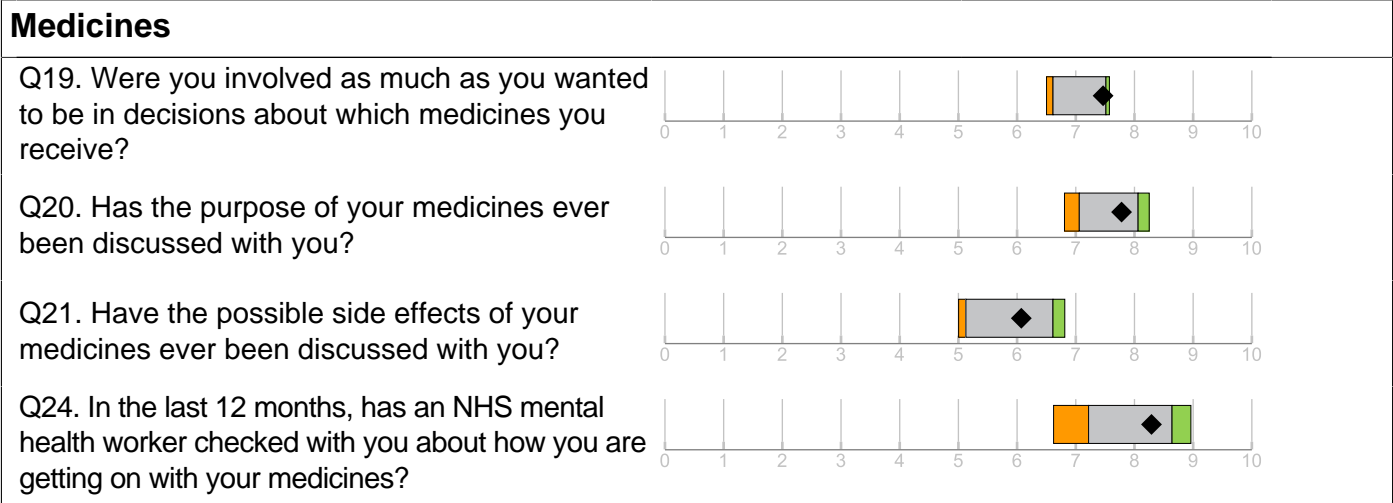 Medicines
Q19. Were you involved as much as you wanted
to be in decisions about which medicines you
receive?
0 1 2 3 4 5 6 7 8 9 10
Q20. Has the purpose of your medicines ever
been discussed with you?
0 1 2 3 4 5 6 7 8 9 10
Q21. Have the possible side effects of your
medicines ever been discussed with you?
0 1 2 3 4 5 6 7 8 9 10
Q24. In the last 12 months, has an NHS mental
health worker checked with you about how you are
getting on with your medicines?
0 1 2 3 4 5 6 7 8 9 10